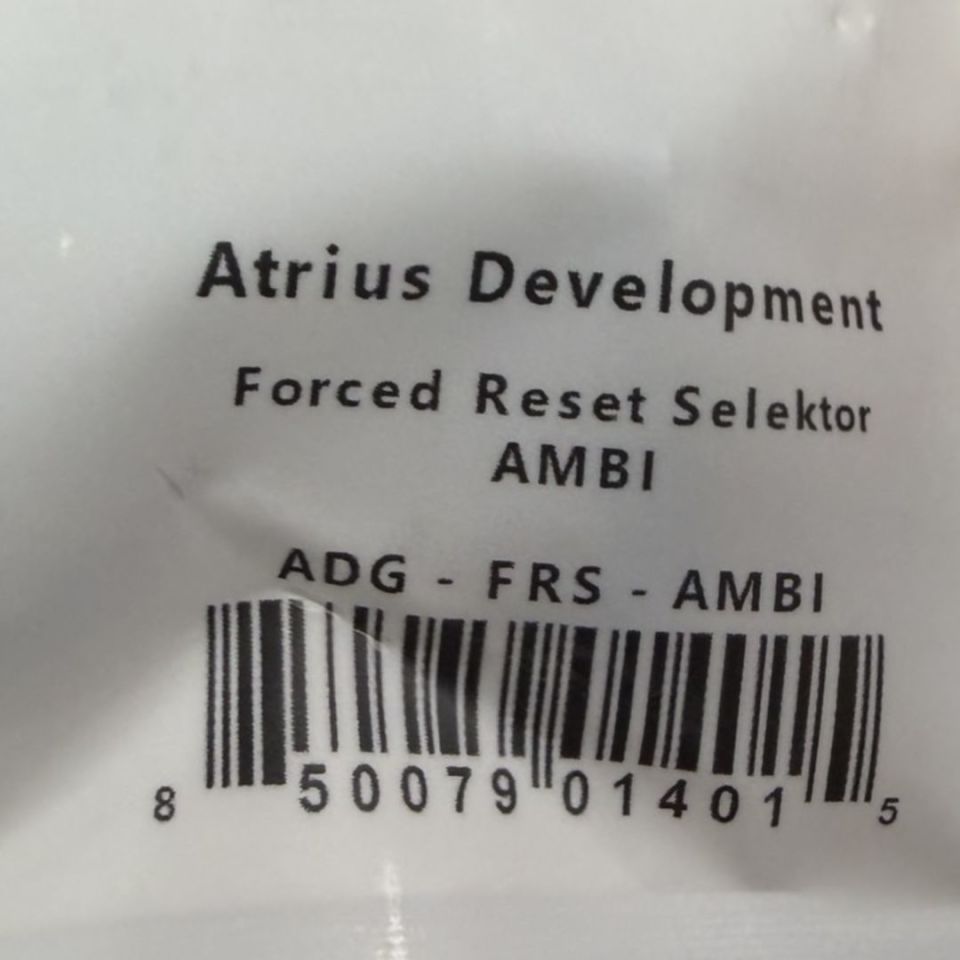 Atrius Development
Forced Reset Selektor
AMBI
ADG - FRS - AMBI
8 50079 01401 5